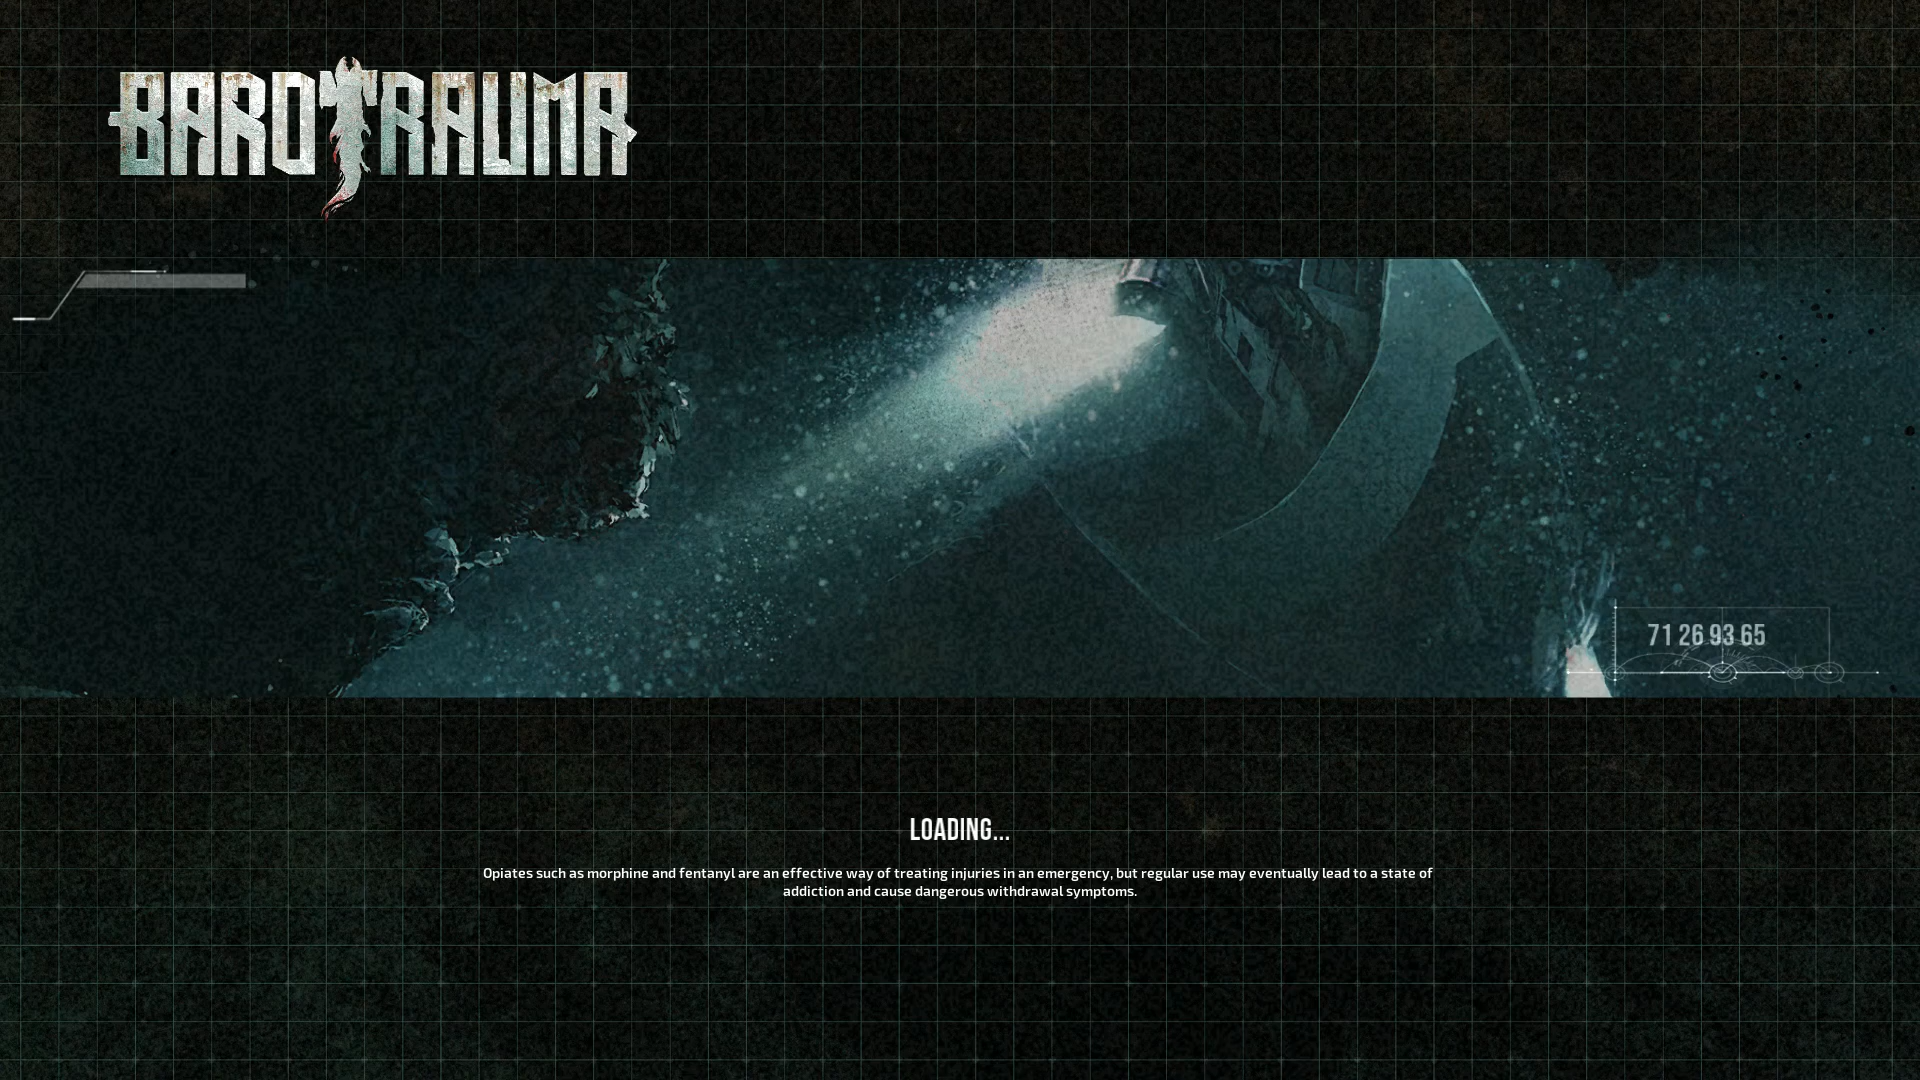 BAROTRAUMA
71 26 93 65
LOADING...
Opiates such as morphine and fentanyl are an effective way of treating injuries in an emergency, but regular use may eventually lead to a state of
addiction and cause dangerous withdrawal symptoms.